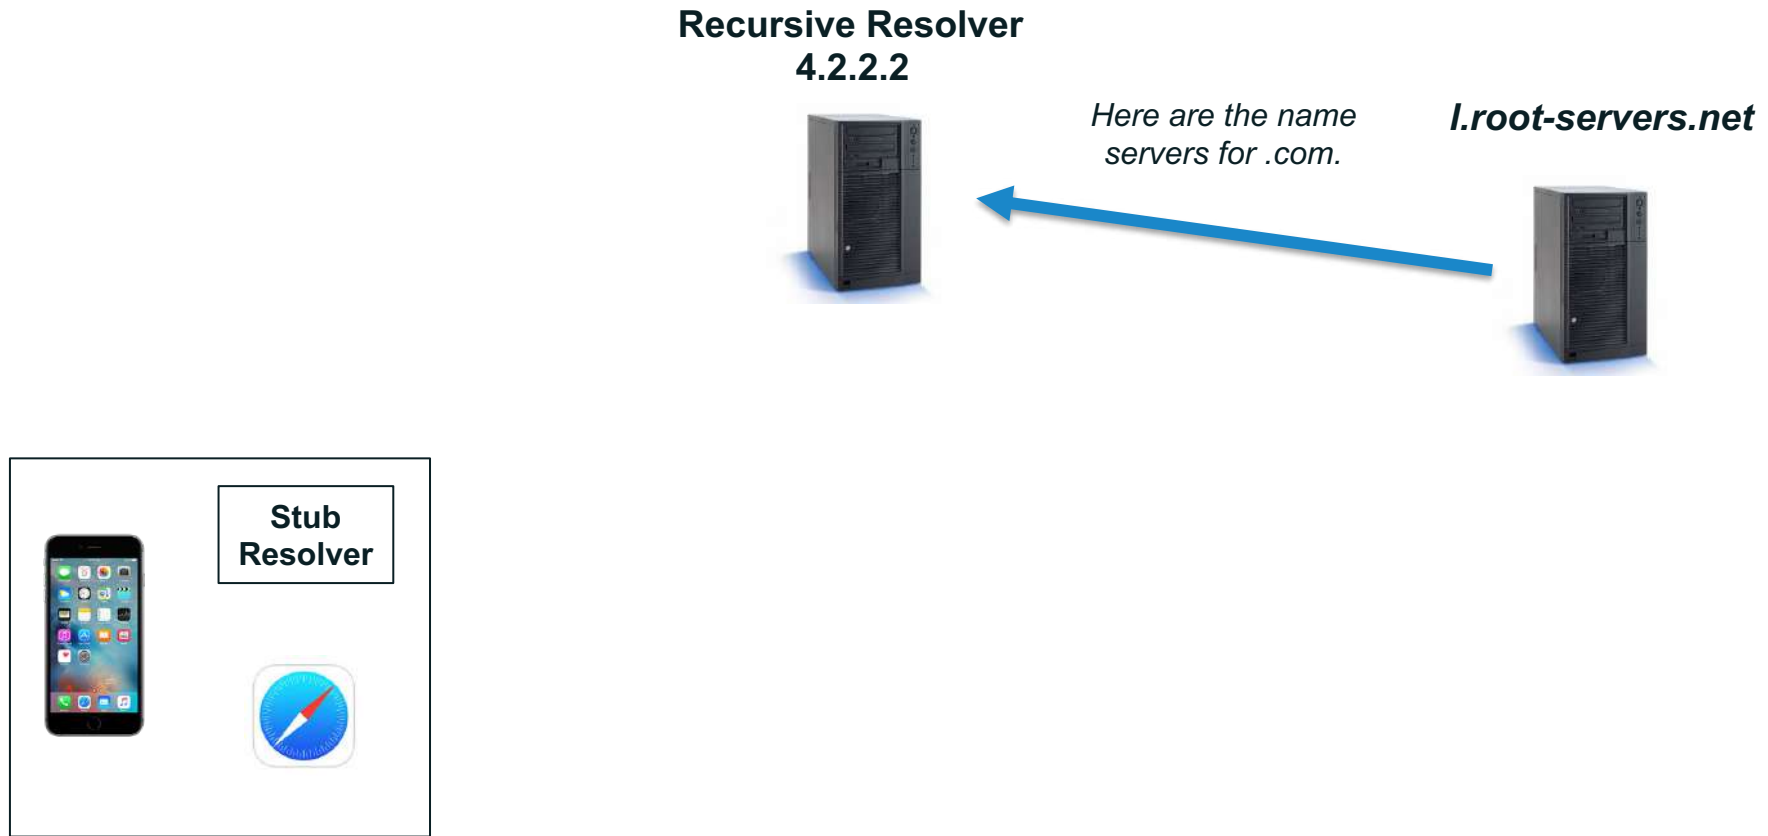 Recursive Resolver
4.2.2.2
Here are the name
servers for .com.
l.root-servers.net
Stub
Resolver